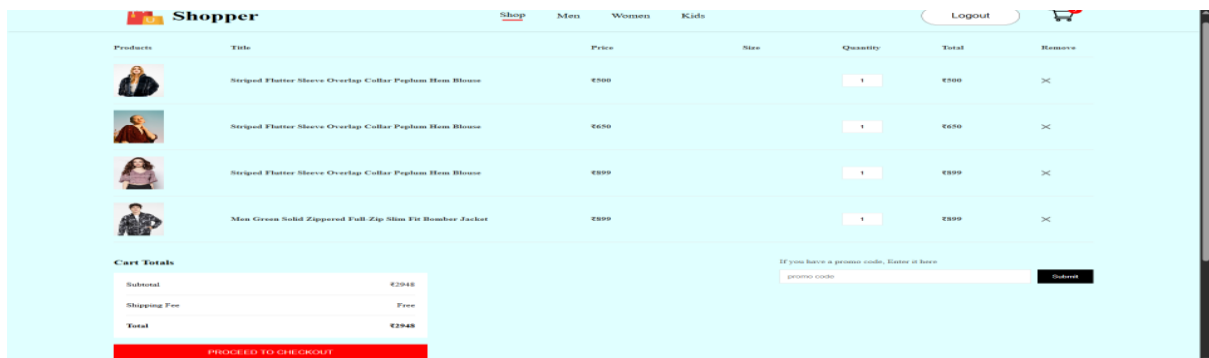 Shopper Shop Men Women Kids Logout
Products Title Price Size Quantity Total Remove
Striped Flutter Sleeve Overlap Collar Peplum Hem Blouse ₹500 1 ₹500
Striped Flutter Sleeve Overlap Collar Peplum Hem Blouse ₹650 1 ₹650
Striped Flutter Sleeve Overlap Collar Peplum Hem Blouse ₹899 1 ₹899
Men Green Solid Zippered Full-Zip Slim Fit Bomber Jacket ₹899 1 ₹899
Cart Totals
If you have a promo code, Enter it here
promo code Submit
Subtotal ₹2948
Shipping Fee Free
Total ₹2948
PROCEED TO CHECKOUT